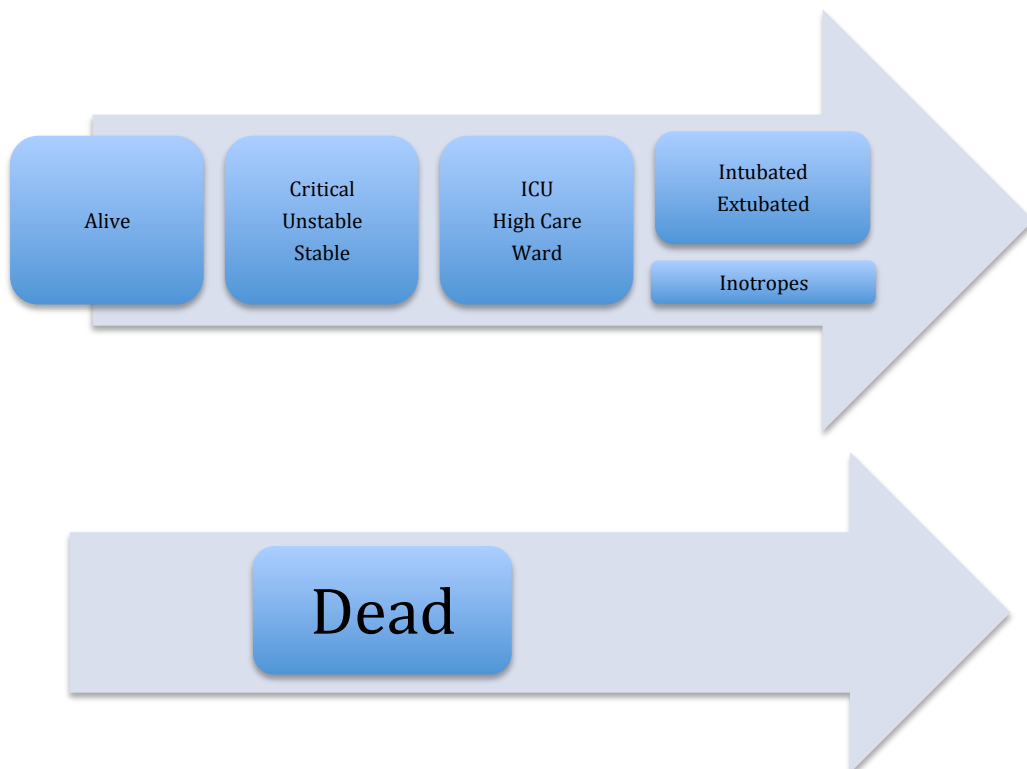 Alive
Critical
Unstable
Stable
ICU
High Care
Ward
Intubated
Extubated
Inotropes
Dead